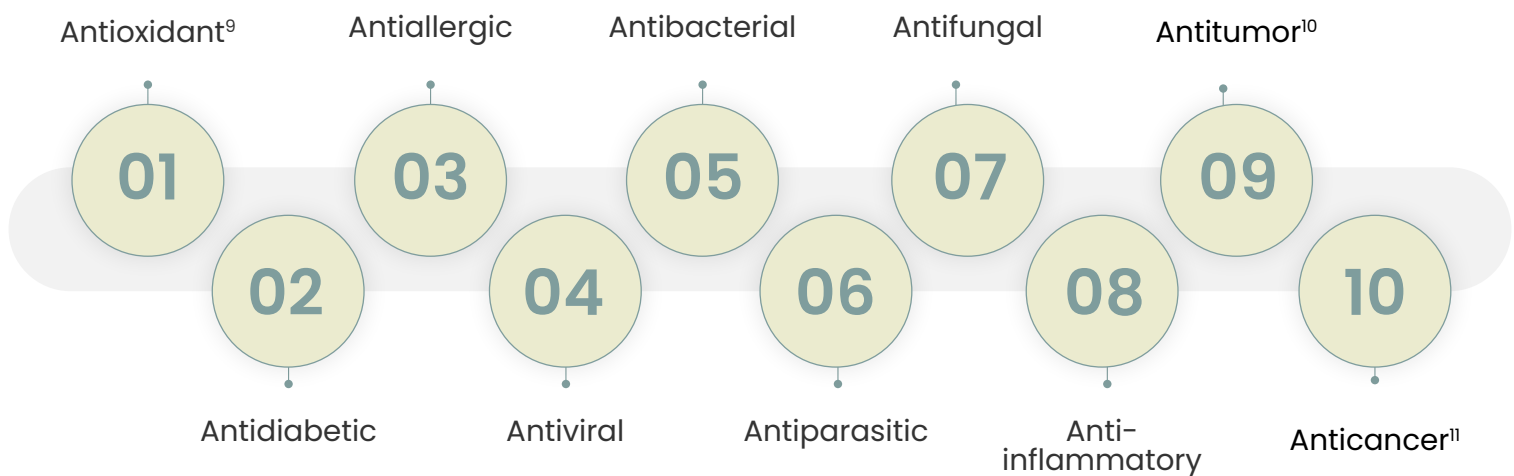 Antioxidant⁹
Antiallergic
Antibacterial
Antifungal
Antitumor¹⁰
01
03
05
07
09
02
04
06
08
10
Antidiabetic
Antiviral
Antiparasitic
Anti-
inflammatory
Anticancer¹¹